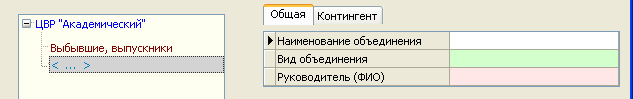 ЦВР "Академический"
Выбывшие, выпускники
< ... >
Общая
Контингент
Наименование объединения
Вид объединения
Руководитель (ФИО)